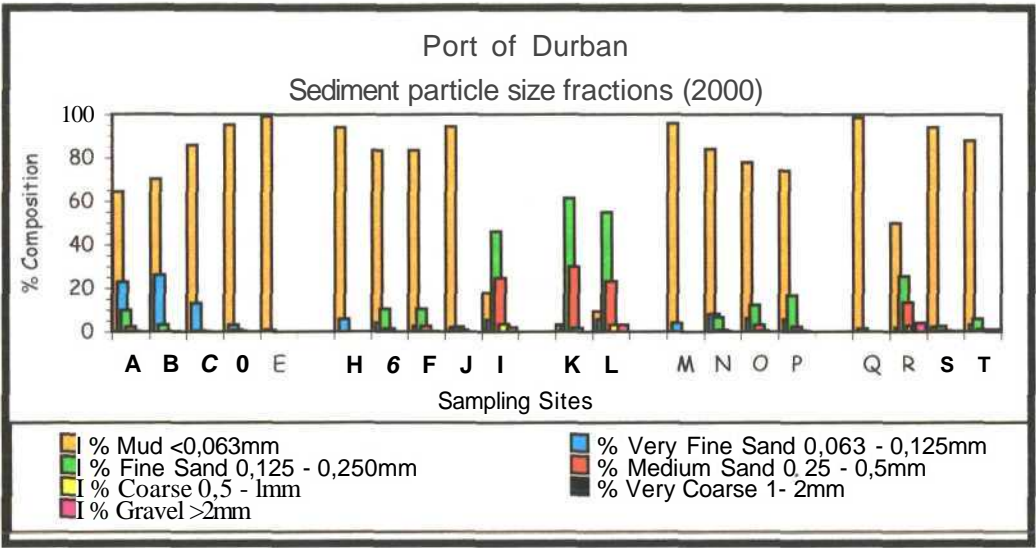 Port of Durban
Sediment particle size fractions (2000)
% Composition
100
80
60
40
20
0
A B C 0 E H 6 F J I K L M N O P Q R S T
Sampling Sites
I % Mud <0,063mm
% Very Fine Sand 0,063 - 0,125mm
I % Fine Sand 0,125 - 0,250mm
% Medium Sand 0 25 - 0,5mm
I % Coarse 0,5 - lmm
% Very Coarse 1- 2mm
I % Gravel >2mm